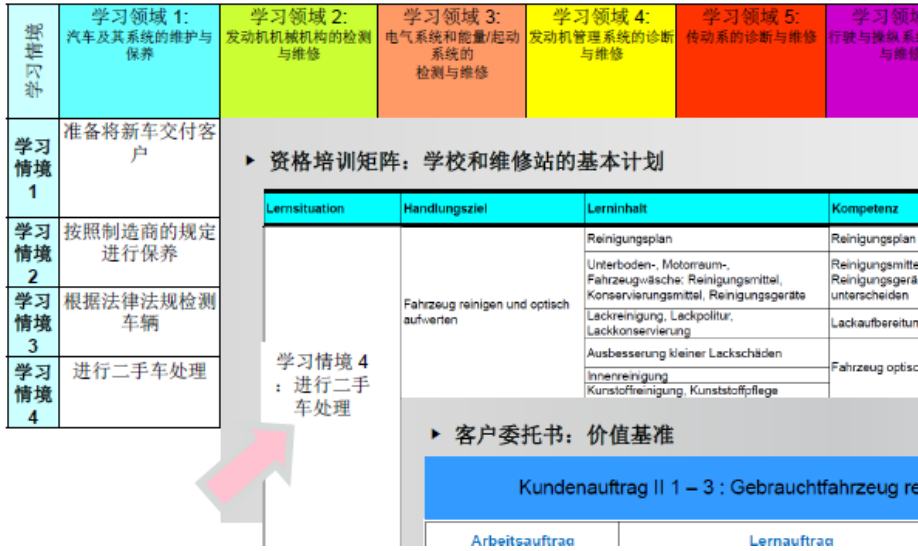 学习情境
学习领域 1:
汽车及其系统的维护与
保养
学习领域 2:
发动机机械机构的检测
与维修
学习领域 3:
电气系统和能量/起动
系统的
检测与维修
学习领域 4:
发动机管理系统的诊断
与维修
学习领域 5:
传动系的诊断与维修
学习领域
行驶与操纵系
与维修
学习
情境
1
准备将新车交付客
户
学习
情境
2
按照制造商的规定
进行保养
学习
情境
3
根据法律法规检测
车辆
学习
情境
4
进行二手车处理
资格培训矩阵：学校和维修站的基本计划
Lernsituation
Handlungsziel
Lerninhalt
Kompetenz
学习情境 4
：进行二手
车处理
Fahrzeug reinigen und optisch
aufwerten
Reinigungsplan
Reinigungsplan
Unterboden-, Motorraum-,
Fahrzeugwäsche: Reinigungsmittel,
Konservierungsmittel, Reinigungsgeräte
Reinigungsmitte
Reinigungsgerä
unterscheiden
Lackreinigung, Lackpolitur,
Lackkonservierung
Lackaufbereitun
Ausbesserung kleiner Lackschäden
Innenreinigung
Kunstoffreinigung, Kunststoffpflege
Fahrzeug optisc
客户委托书：价值基准
Kundenauftrag II 1 – 3 : Gebrauchtfahrzeug re
Arbeitsauftrag
Lernauftrag